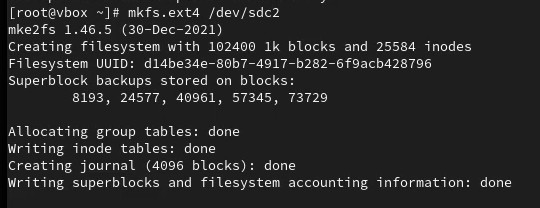 [root@vbox ~]# mkfs.ext4 /dev/sdc2
mke2fs 1.46.5 (30-Dec-2021)
Creating filesystem with 102400 1k blocks and 25584 inodes
Filesystem UUID: d14be34e-80b7-4917-b282-6f9acb428796
Superblock backups stored on blocks:
        8193, 24577, 40961, 57345, 73729

Allocating group tables: done
Writing inode tables: done
Creating journal (4096 blocks): done
Writing superblocks and filesystem accounting information: done